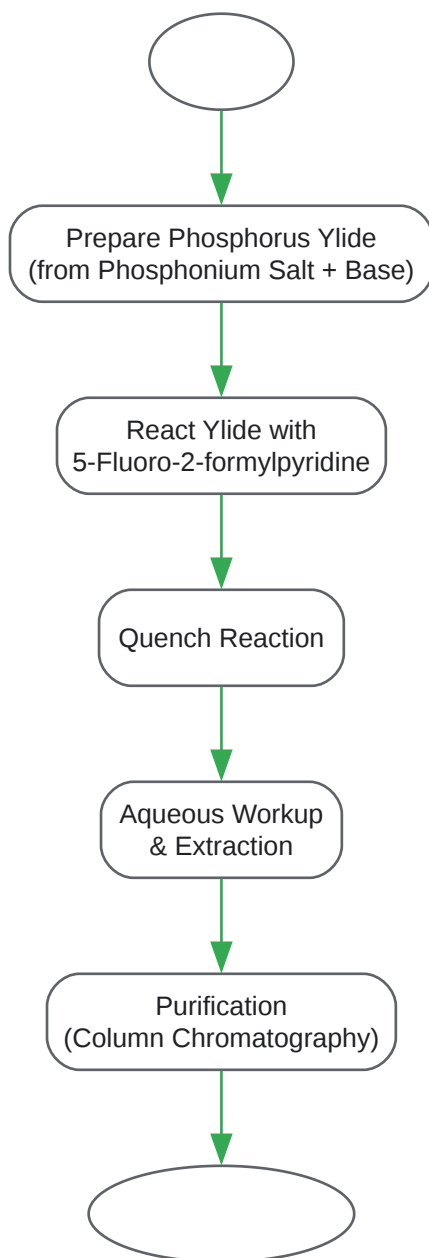 Prepare Phosphorus Ylide
(from Phosphonium Salt + Base)
React Ylide with
5-Fluoro-2-formylpyridine
Quench Reaction
Aqueous Workup
& Extraction
Purification
(Column Chromatography)